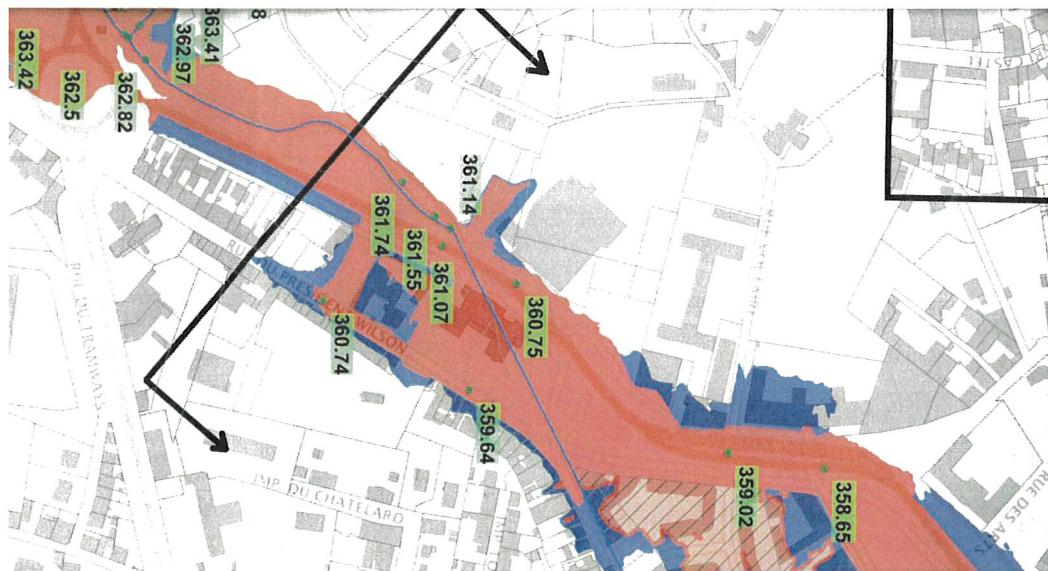 363.42
362.5
362.82
362.97
363.41
8
361.14
361.74
361.55
361.07
360.75
360.74
359.64
359.02
358.65
RUE DU TRAMWAY
RUE
DU PRESIDENT WILSON
IMP. DU CHATELARD
RUE DES ARTS
CASTEL